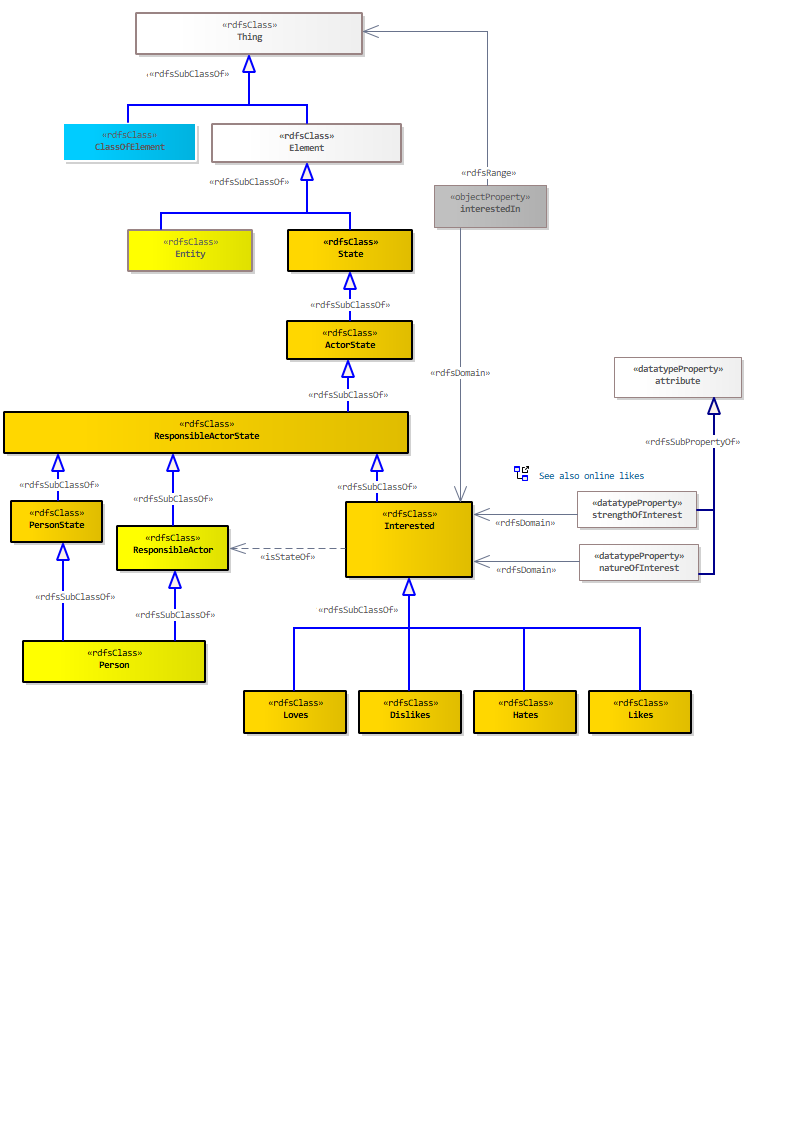 «rdfsClass»
Thing
«rdfsSubClassOf»
«rdfsClass»
ClassOfElement
«rdfsClass»
Element
«rdfsRange»
«rdfsSubClassOf»
«objectProperty»
interestedIn
«rdfsClass»
Entity
«rdfsClass»
State
«rdfsSubClassOf»
«rdfsClass»
ActorState
«rdfsDomain»
«datatypeProperty»
attribute
«rdfsSubClassOf»
«rdfsClass»
ResponsibleActorState
«rdfsSubPropertyOf»
See also online likes
«rdfsSubClassOf»
«rdfsSubClassOf»
«rdfsSubClassOf»
«rdfsClass»
PersonState
«rdfsClass»
Interested
«datatypeProperty»
strengthOfInterest
«rdfsDomain»
«rdfsClass»
ResponsibleActor
«isStateOf»
«datatypeProperty»
natureOfInterest
«rdfsDomain»
«rdfsSubClassOf»
«rdfsSubClassOf»
«rdfsSubClassOf»
«rdfsClass»
Person
«rdfsClass»
Loves
«rdfsClass»
Dislikes
«rdfsClass»
Hates
«rdfsClass»
Likes